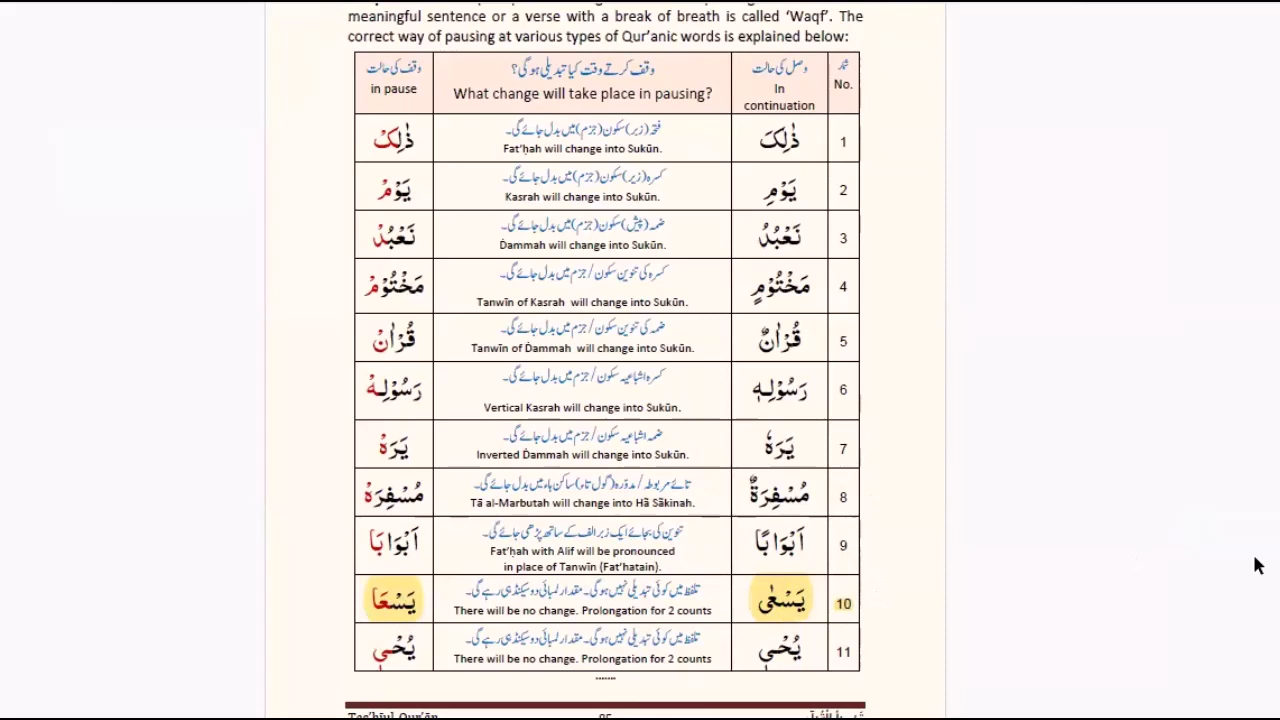 meaningful sentence or a verse with a break of breath is called ‘Waqf’. The
correct way of pausing at various types of Qur’anic words is explained below:
شمار وصل کی حالت وقف کرتے وقت کیا تبدیلی ہوگی؟ وقف کی حالت
No. In continuation What change will take place in pausing? in pause
1 ذٰلِكَ فتحہ (زبر) سکون (جزم) میں بدل جائے گی۔ ذٰلِكْ
Fat’ḥah will change into Sukūn.
2 يَوْمِ کسرہ (زیر) سکون (جزم) میں بدل جائے گی۔ يَوْمْ
Kasrah will change into Sukūn.
3 نَعْبُدُ ضمہ (پیش) سکون (جزم) میں بدل جائے گی۔ نَعْبُدْ
Ḋammah will change into Sukūn.
4 مَخْتُوْمٍ کسرہ کی تنوین سکون / جزم میں بدل جائے گی۔ مَخْتُوْمْ
Tanwīn of Kasrah will change into Sukūn.
5 قُرْاٰنٌ ضمہ کی تنوین سکون / جزم میں بدل جائے گی۔ قُرْاٰنْ
Tanwīn of Ḋammah will change into Sukūn.
6 رَسُوْلِهٖ کسرہ اشباعیہ سکون / جزم میں بدل جائے گی۔ رَسُوْلِهْ
Vertical Kasrah will change into Sukūn.
7 يَرَهٗ ضمہ اشباعیہ سکون / جزم میں بدل جائے گی۔ يَرَهْ
Inverted Ḋammah will change into Sukūn.
8 مُسْفِرَةٌ تائے مربوطہ / مدوّرہ (گول تاء) ساکن ہاء میں بدل جائے گی۔ مُسْفِرَهْ
Tā al-Marbutah will change into Hā Sākinah.
9 اَبْوَابًا تنوین کی بجائے ایک زبر الف کے ساتھ پڑھی جائے گی۔ اَبْوَابَا
Fat’ḥah with Alif will be pronounced
in place of Tanwīn (Fat’hatain).
10 يَسْعٰى تلفظ میں کوئی تبدیلی نہیں ہوگی۔ مقدار لمبائی دو سیکنڈ ہی رہے گی۔ يَسْعَا
There will be no change. Prolongation for 2 counts
11 يُحْيٖ تلفظ میں کوئی تبدیلی نہیں ہوگی۔ مقدار لمبائی دو سیکنڈ ہی رہے گی۔ يُحْيٖ
There will be no change. Prolongation for 2 counts